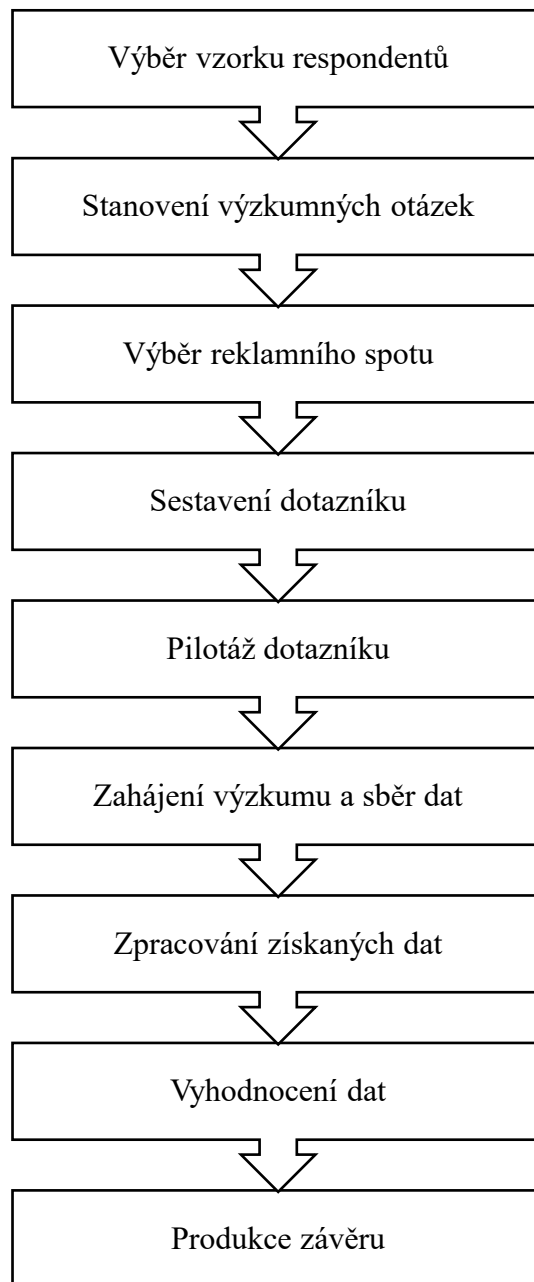 Výběr vzorku respondentů
Stanovení výzkumných otázek
Výběr reklamního spotu
Sestavení dotazníku
Pilotáž dotazníku
Zahájení výzkumu a sběr dat
Zpracování získaných dat
Vyhodnocení dat
Produkce závěru